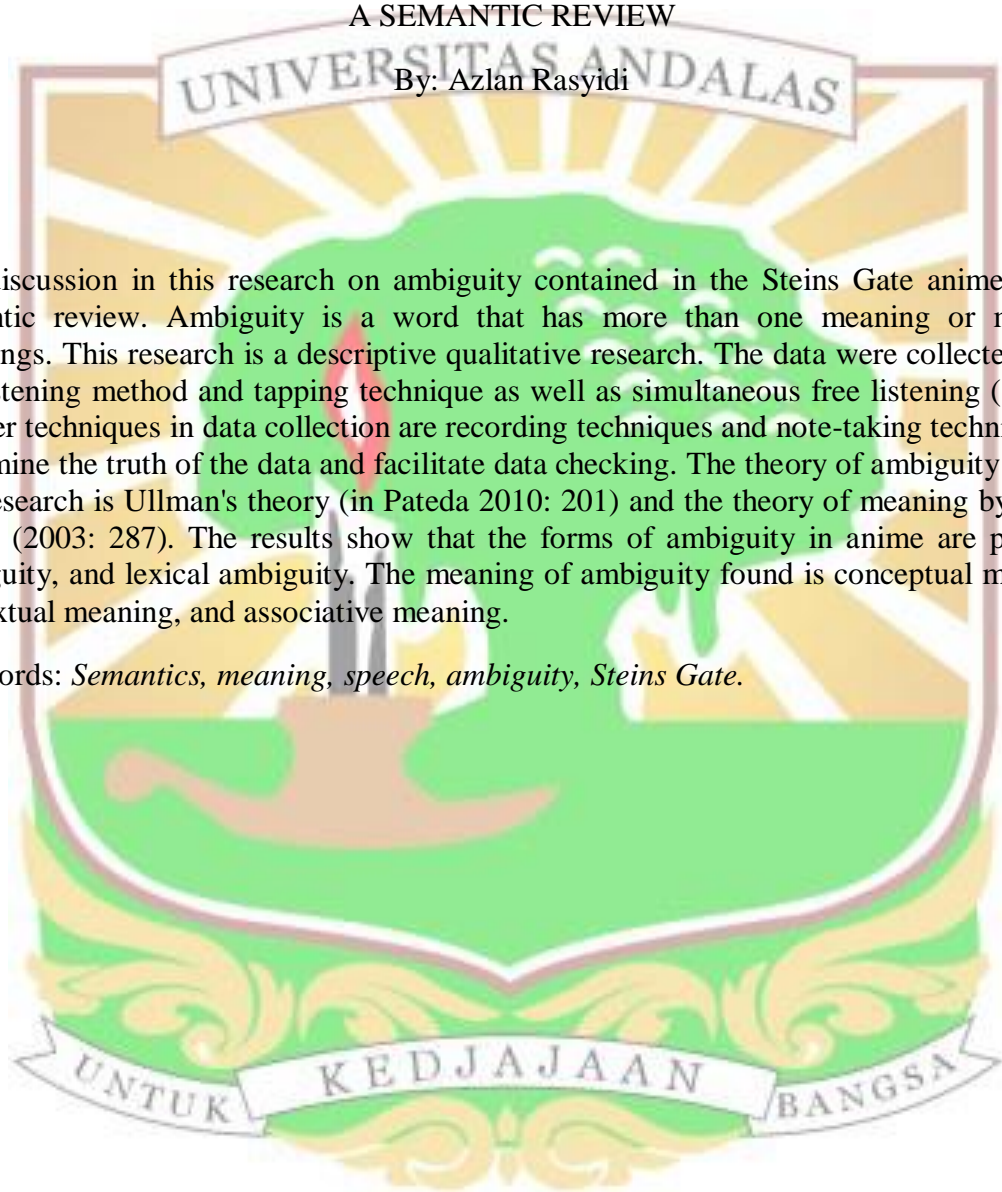 A SEMANTIC REVIEW
UNIVERSITAS ANDALAS
By: Azlan Rasyidi
discussion in this research on ambiguity contained in the Steins Gate anime
ntic review. Ambiguity is a word that has more than one meaning or
ngs. This research is a descriptive qualitative research. The data were collecte
stening method and tapping technique as well as simultaneous free listening (
er techniques in data collection are recording techniques and note-taking techni
mine the truth of the data and facilitate data checking. The theory of ambiguity
esearch is Ullman's theory (in Pateda 2010: 201) and the theory of meaning by
(2003: 287). The results show that the forms of ambiguity in anime are p
guity, and lexical ambiguity. The meaning of ambiguity found is conceptual m
xtual meaning, and associative meaning.
ords: Semantics, meaning, speech, ambiguity, Steins Gate.
UNTUK KEDJAJAAN BANGSA